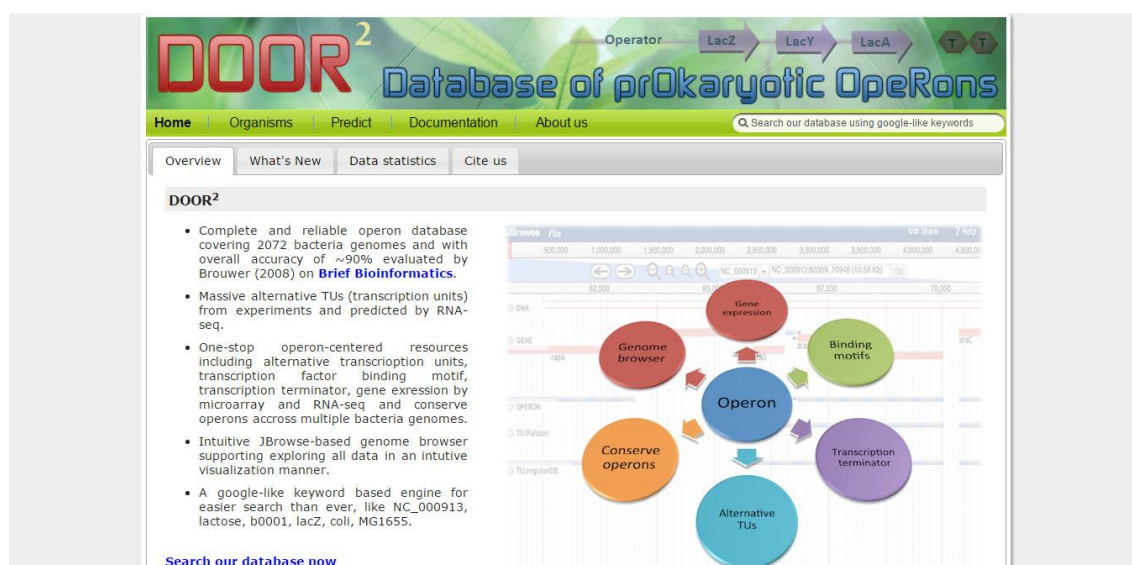 DOOR2
Database of prOkaryotic OpeRons
Operator LacZ LacY LacA T T
Home Organisms Predict Documentation About us Search our database using google-like keywords
Overview What's New Data statistics Cite us
DOOR2
• Complete and reliable operon database
covering 2072 bacteria genomes and with
overall accuracy of ~90% evaluated by
Brouwer (2008) on Brief Bioinformatics.
• Massive alternative TUs (transcription units)
from experiments and predicted by RNA-
seq.
• One-stop operon-centered resources
including alternative transcrioption units,
transcription factor binding motif,
transcription terminator, gene exression by
microarray and RNA-seq and conserve
operons accross multiple bacteria genomes.
• Intuitive JBrowse-based genome browser
supporting exploring all data in an intutive
visualization manner.
• A google-like keyword based engine for
easier search than ever, like NC_000913,
lactose, b0001, lacZ, coli, MG1655.
Search our database now
JBrowse File Share ? Help
500,000 1,000,000 1,500,000 2,000,000 2,500,000 3,000,000 3,500,000 4,000,000 4,500,00
NC_000913 Go
62,500 67,500 70,000
DNA
GENE
rapA
araC
OPERON
TU:Palsson
TU:regulonDB
Gene
expression
Genome
browser
Binding
motifs
Operon
Conserve
operons
Transcription
terminator
Alternative
TUs